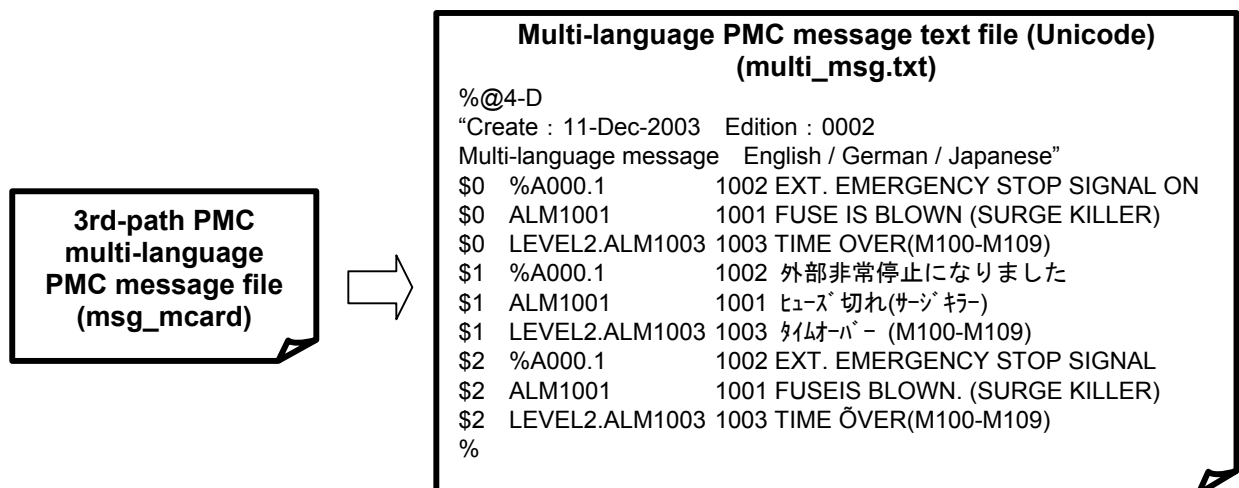 3rd-path PMC
multi-language
PMC message file
(msg_mcard)
Multi-language PMC message text file (Unicode)
(multi_msg.txt)
%@4-D
“Create：11-Dec-2003 Edition：0002
Multi-language message English / German / Japanese”
$0 %A000.1 1002 EXT. EMERGENCY STOP SIGNAL ON
$0 ALM1001 1001 FUSE IS BLOWN (SURGE KILLER)
$0 LEVEL2.ALM1003 1003 TIME OVER(M100-M109)
$1 %A000.1 1002 外部非常停止になりました
$1 ALM1001 1001 ﾋｭｰｽﾞ切れ(ｻｰｼﾞｷﾗｰ)
$1 LEVEL2.ALM1003 1003 ﾀｲﾑｵｰﾊﾞｰ (M100-M109)
$2 %A000.1 1002 EXT. EMERGENCY STOP SIGNAL
$2 ALM1001 1001 FUSEIS BLOWN. (SURGE KILLER)
$2 LEVEL2.ALM1003 1003 TIME ÕVER(M100-M109)
%